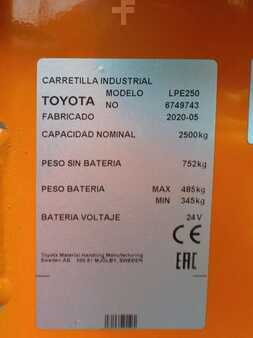 CARRETILLA INDUSTRIAL
TOYOTA MODELO LPE250
NO 6749743
FABRICADO 2020-05
CAPACIDAD NOMINAL 2500kg
PESO SIN BATERIA 752kg
PESO BATERIA MAX 485kg
MIN 345kg
BATERIA VOLTAJE 24V
CE
Toyota Material Handling Manufacturing
Sweden AB 595 81 MJÖLBY, SWEDEN
EAC